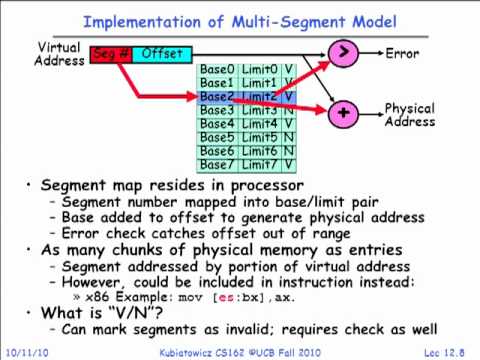 Implementation of Multi-Segment Model
Virtual
Address
Seg # Offset
> Error
Base0 Limit0 V
Base1 Limit1 V
Base2 Limit2 V
Base3 Limit3 N
Base4 Limit4 V
Base5 Limit5 N
Base6 Limit6 N
Base7 Limit7 V
+ Physical
Address
• Segment map resides in processor
– Segment number mapped into base/limit pair
– Base added to offset to generate physical address
– Error check catches offset out of range
• As many chunks of physical memory as entries
– Segment addressed by portion of virtual address
– However, could be included in instruction instead:
» x86 Example: mov [es:bx],ax.
• What is “V/N”?
– Can mark segments as invalid; requires check as well
10/11/10 Kubiatowicz CS162 ©UCB Fall 2010 Lec 12.8